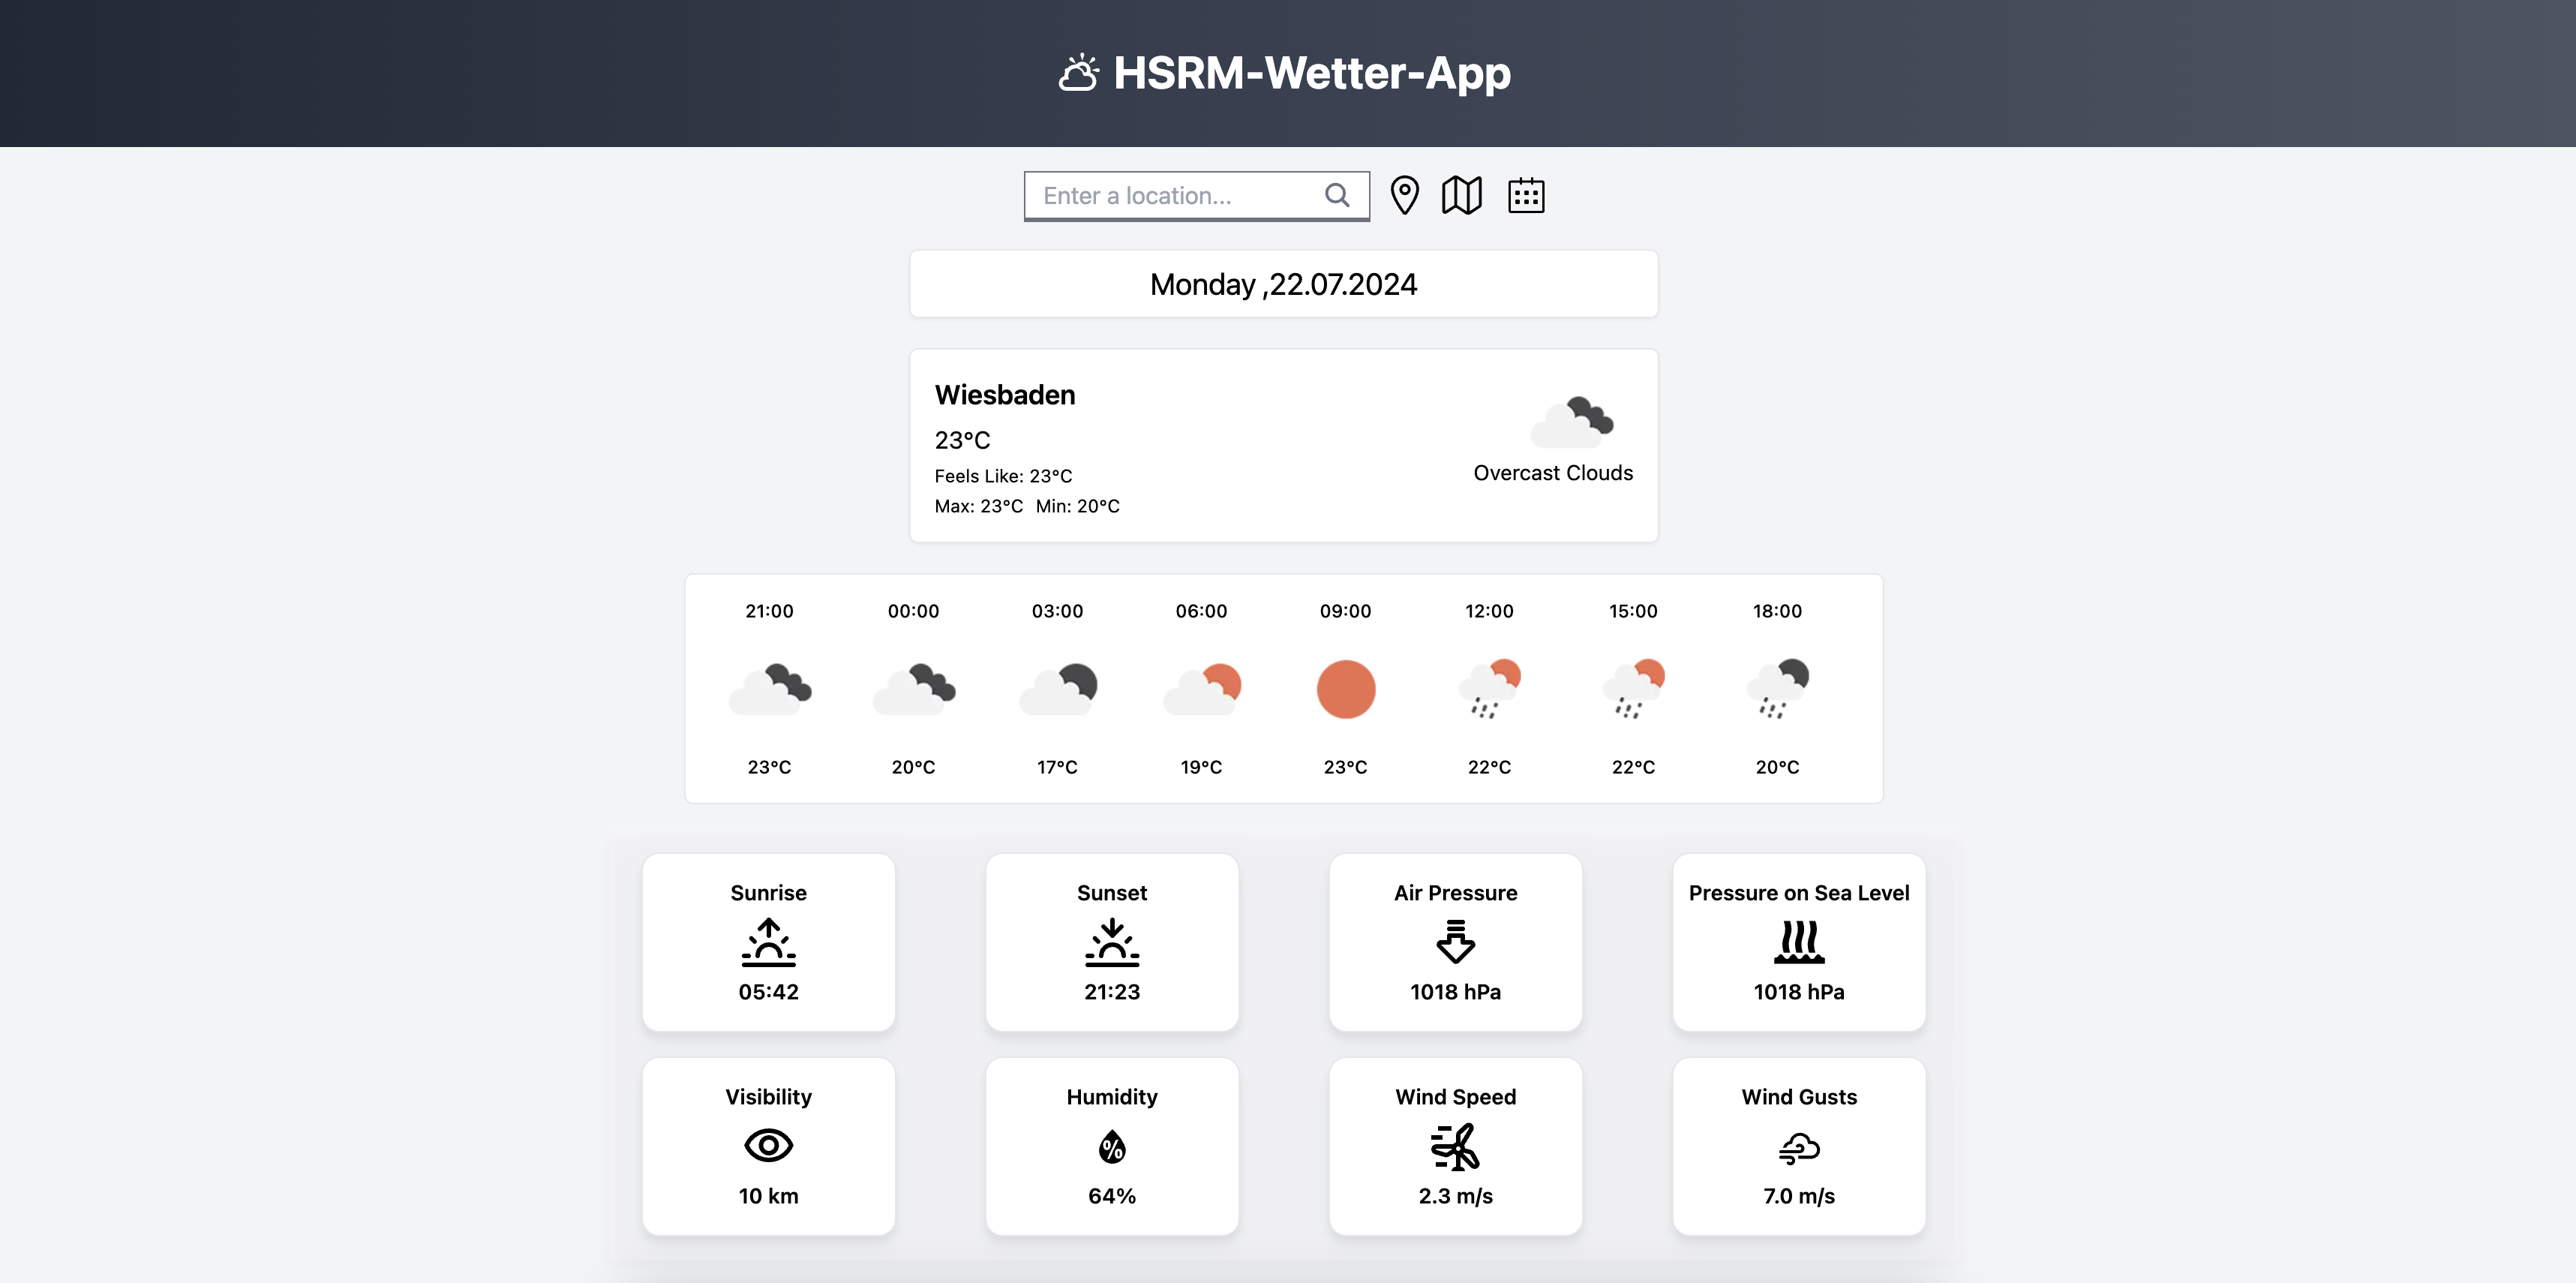 HSRM-Wetter-App
Enter a location...
Monday ,22.07.2024
Wiesbaden
23°C
Feels Like: 23°C
Max: 23°C Min: 20°C
Overcast Clouds
21:00 00:00 03:00 06:00 09:00 12:00 15:00 18:00
23°C 20°C 17°C 19°C 23°C 22°C 22°C 20°C
Sunrise
05:42
Sunset
21:23
Air Pressure
1018 hPa
Pressure on Sea Level
1018 hPa
Visibility
10 km
Humidity
%
64%
Wind Speed
2.3 m/s
Wind Gusts
7.0 m/s